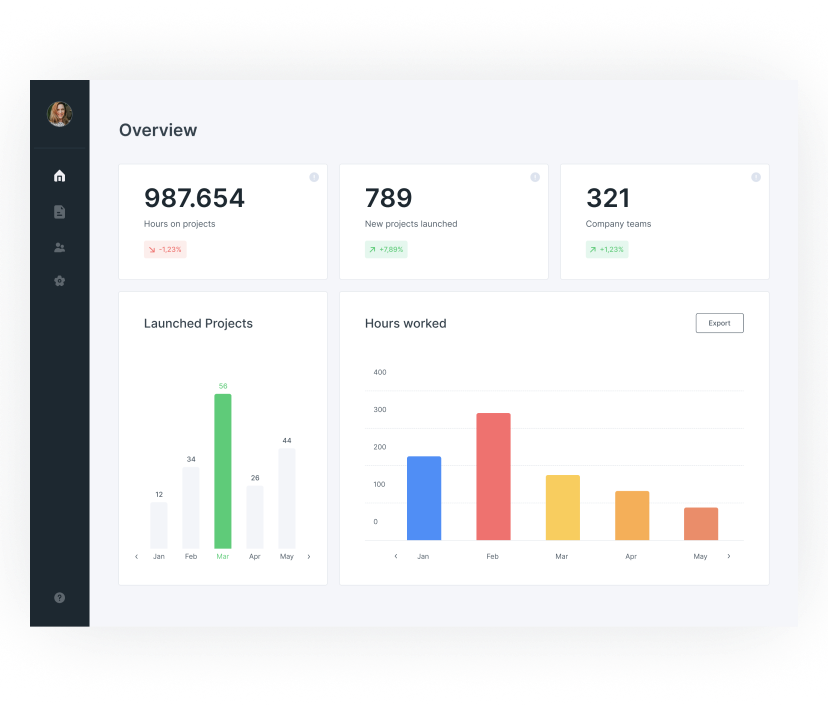 Overview
987.654
Hours on projects
-1,23%
789
New projects launched
+7,89%
321
Company teams
+1,23%
Launched Projects
56
44
34
26
12
Jan Feb Mar Apr May
Hours worked
Export
400
300
200
100
0
Jan Feb Mar Apr May
?